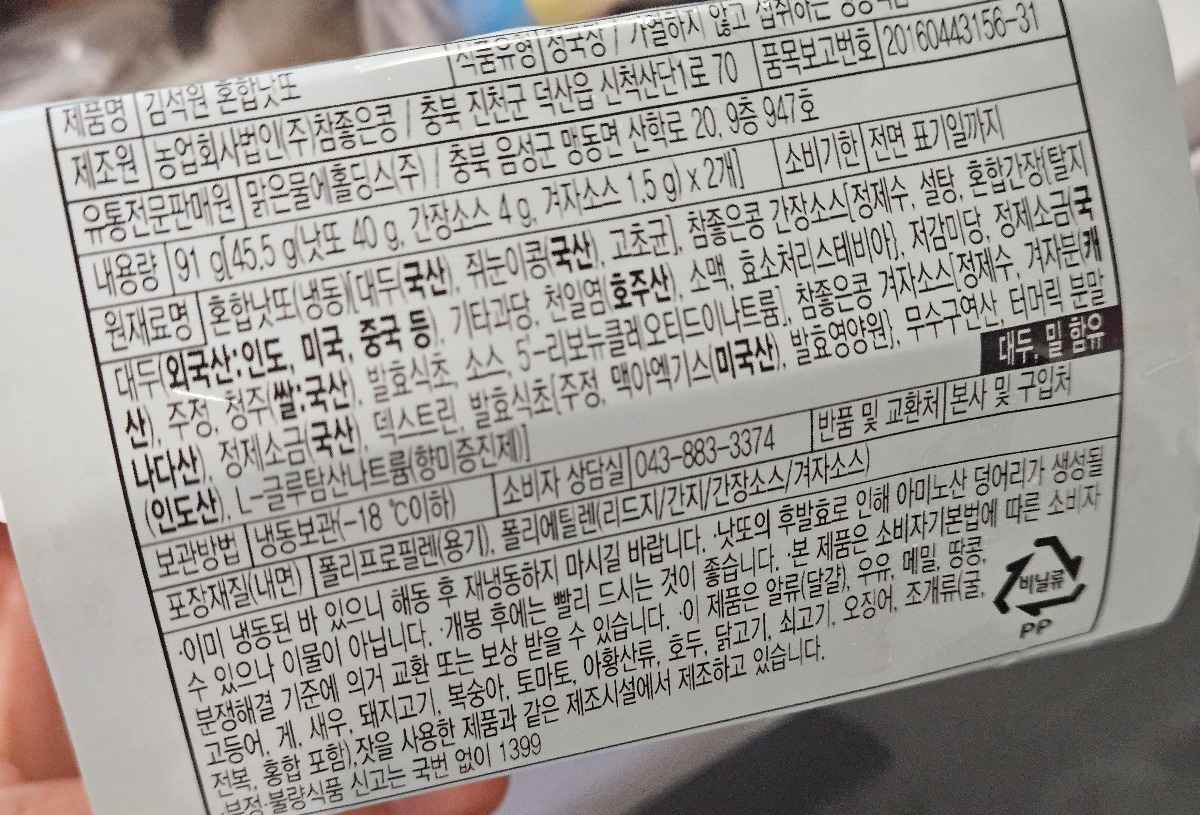 식품유형 청국장 / 가열하지 않고 섭취하는
제품명 김석원 혼합낫또 품목보고번호 20160443156-31
제조원 농업회사법인(주)참좋은콩 / 충북 진천군 덕산읍 신척산단1로 70
유통전문판매원 맑은물에홀딩스(주) / 충북 음성군 맹동면 산학로 20, 9층 947호
내용량 91 g[45.5 g(낫또 40 g, 간장소스 4 g, 겨자소스 1.5 g) x 2개] 소비기한 전면 표기일까지
원재료명 혼합낫또(냉동)[대두(국산), 쥐눈이콩(국산), 고초균], 참좋은콩 간장소스[정제수, 설탕, 혼합간장{탈지
대두(외국산:인도, 미국, 중국 등), 기타과당, 천일염(호주산), 소맥, 효소처리스테비아}, 저감미당, 정제소금(국
산), 주정, 청주(쌀:국산), 발효식초, 소스, 5-리보뉴클레오티드이나트륨], 참좋은콩 겨자소스[정제수, 겨자분(캐
나다산), 정제소금(국산), 덱스트린, 발효식초{주정, 맥아엑기스(미국산), 발효영양원}, 무수구연산, 터머릭 분말
(인도산), L-글루탐산나트륨(향미증진제)] 대두, 밀 함유
보관방법 냉동보관(-18 ℃이하) 소비자 상담실 043-883-3374 반품 및 교환처 본사 및 구입처
포장재질(내면) 폴리프로필렌(용기), 폴리에틸렌(리드지/간지/간장소스/겨자소스)
·이미 냉동된 바 있으니 해동 후 재냉동하지 마시길 바랍니다. ·낫또의 후발효로 인해 아미노산 덩어리가 생성될
수 있으나 이물이 아닙니다. ·개봉 후에는 빨리 드시는 것이 좋습니다. ·본 제품은 소비자기본법에 따른 소비자
분쟁해결 기준에 의거 교환 또는 보상 받을 수 있습니다. ·이 제품은 알류(달걀), 우유, 메밀, 땅콩,
고등어, 게, 새우, 돼지고기, 복숭아, 토마토, 아황산류, 호두, 닭고기, 쇠고기, 오징어, 조개류(굴,
전복, 홍합 포함),잣을 사용한 제품과 같은 제조시설에서 제조하고 있습니다.
·부정·불량식품 신고는 국번 없이 1399
비닐류
PP